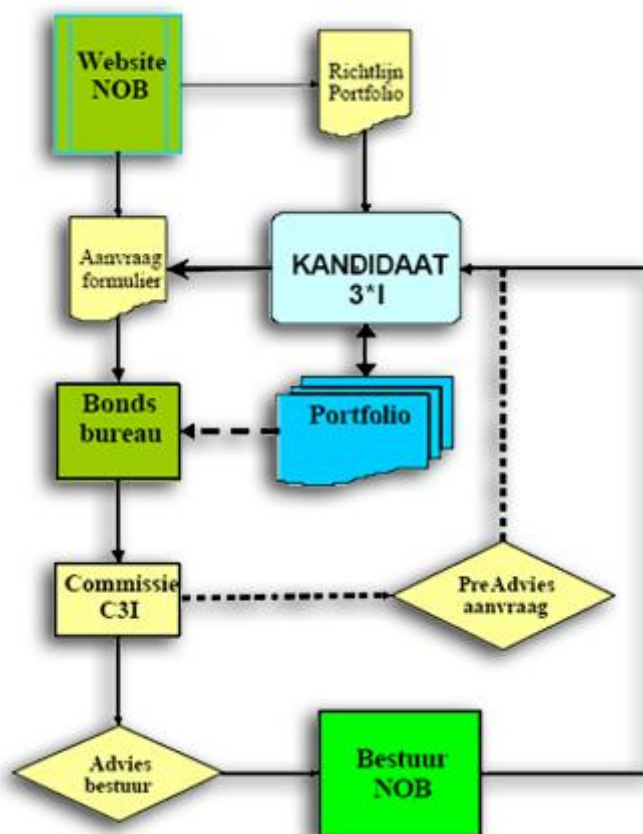 Website
NOB
Richtlijn
Portfolio
Aanvraag
formulier
KANDIDAAT
3*I
Bonds
bureau
Portfolio
Commissie
C3I
PreAdvies
aanvraag
Advies
bestuur
Bestuur
NOB